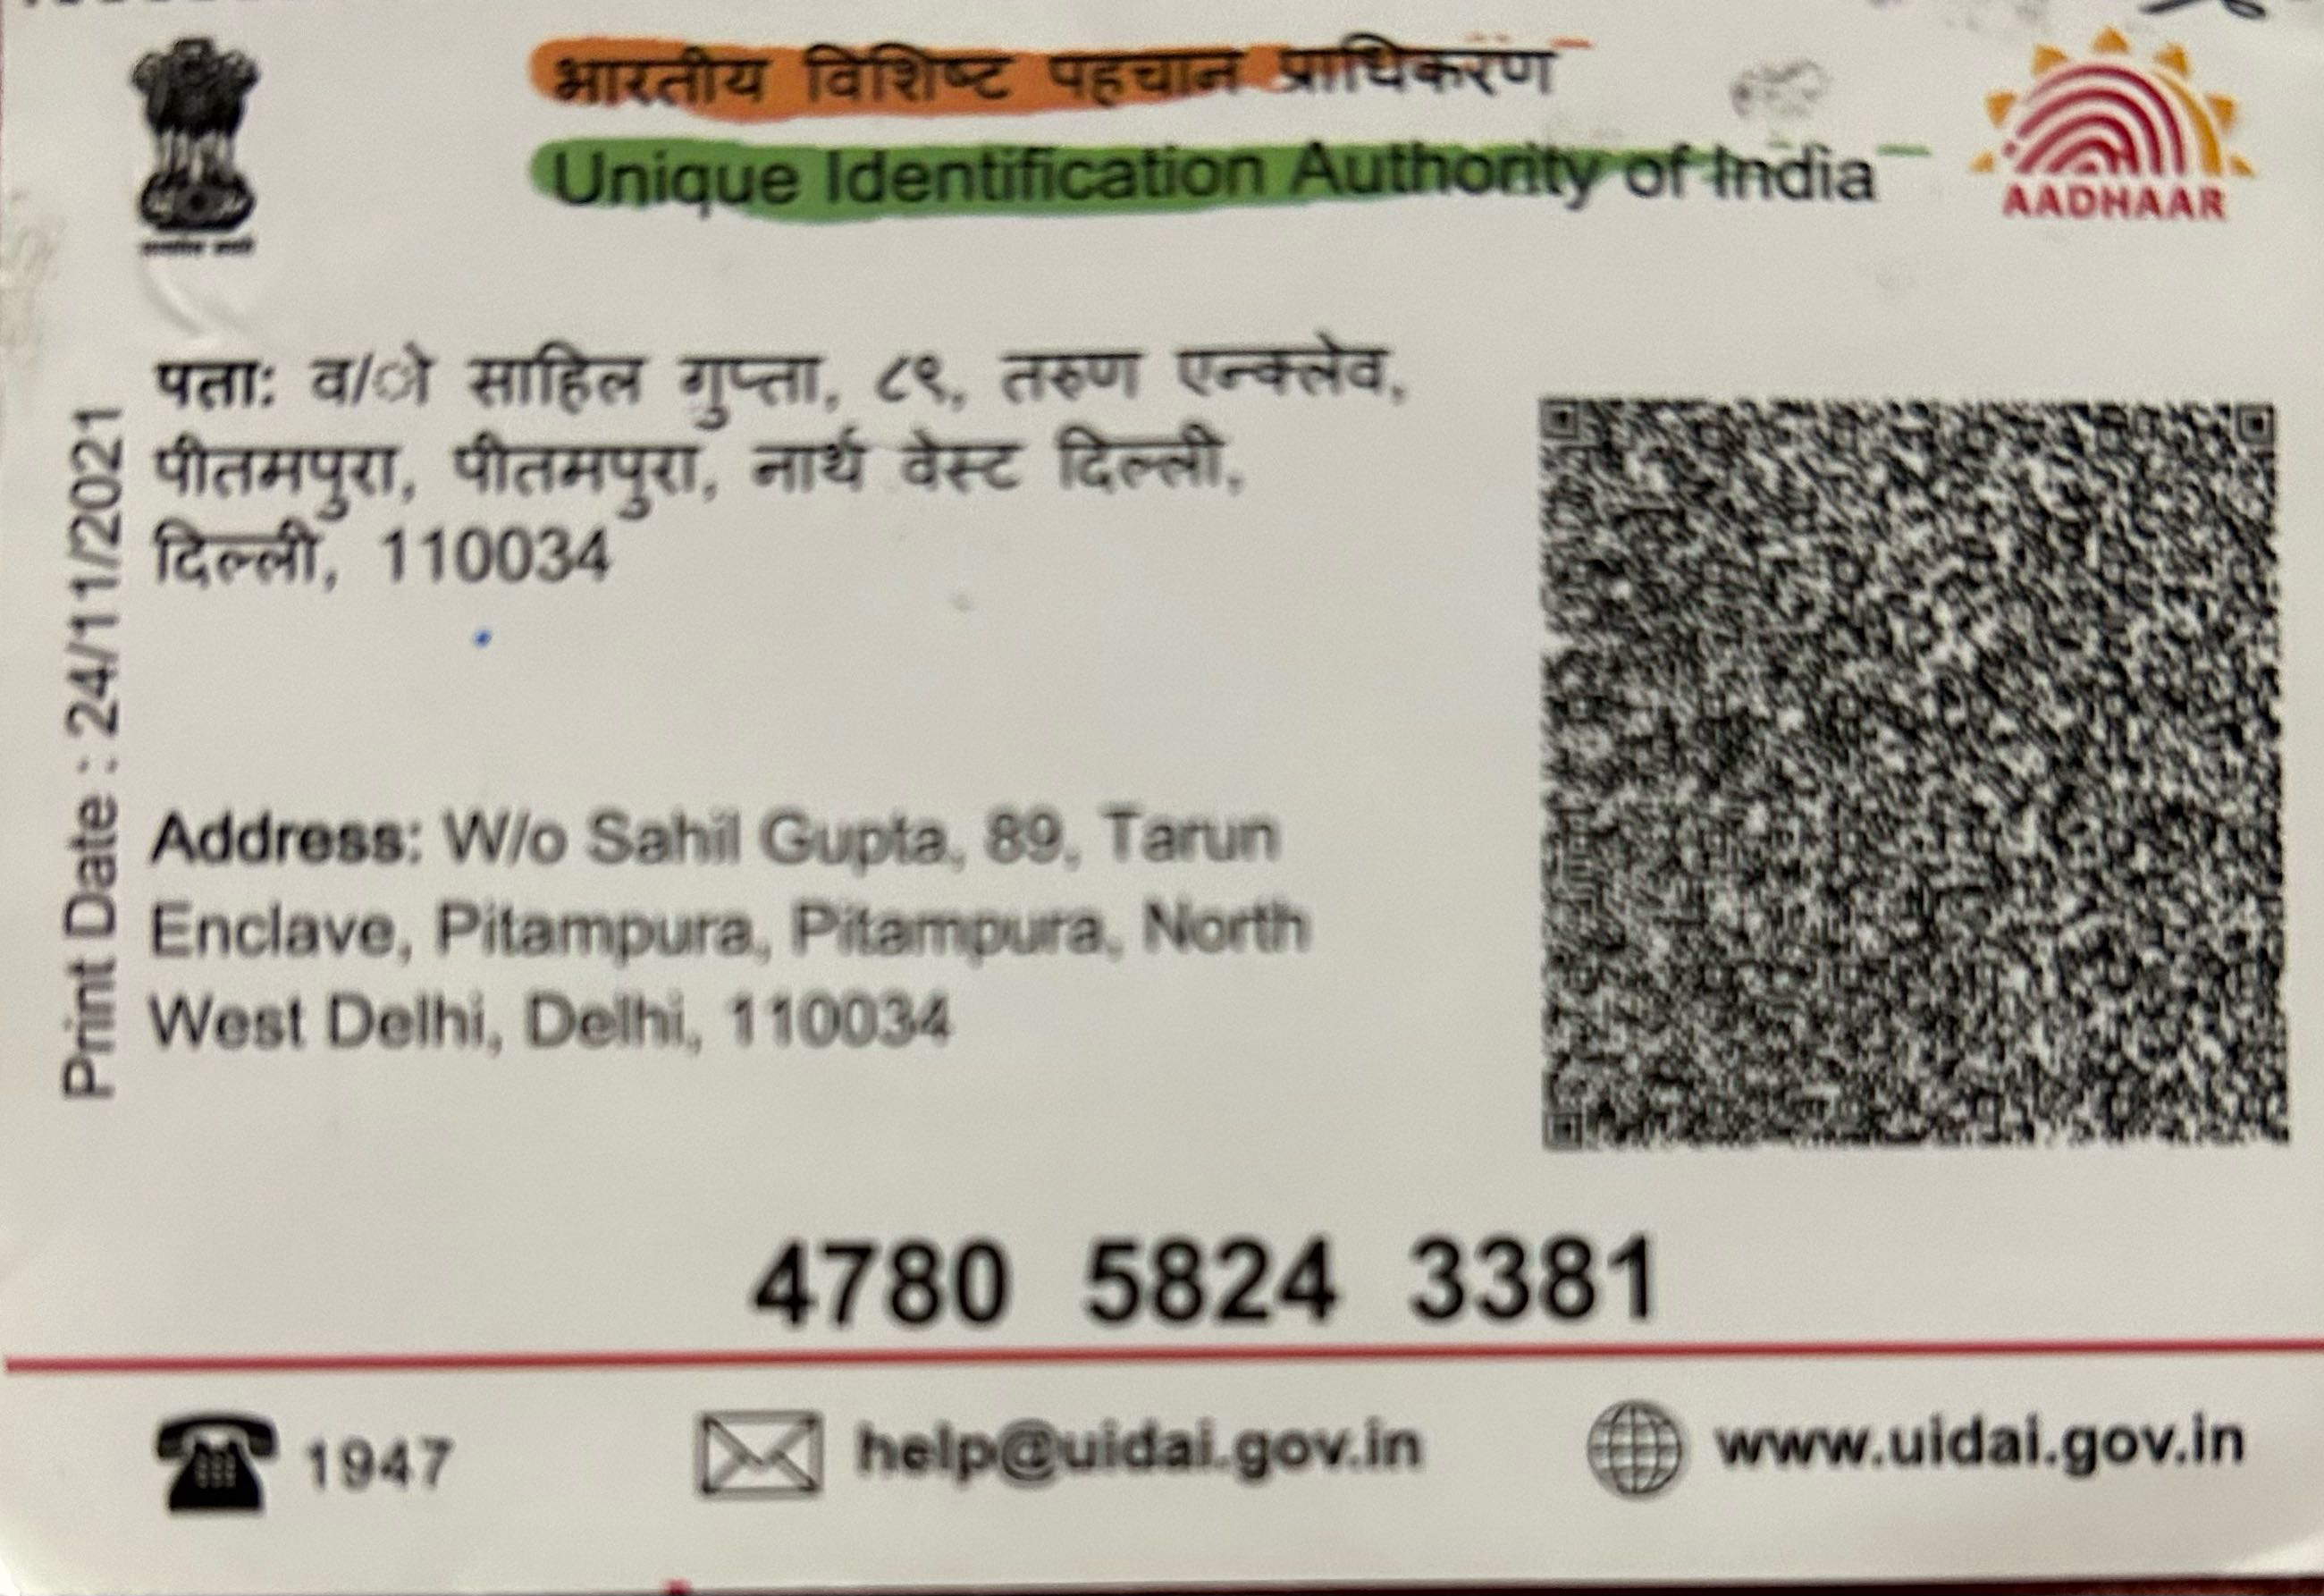 भारतीय विशिष्ट पहचान प्राधिकरण
Unique Identification Authority of India
AADHAAR
पता: व/ो साहिल गुप्ता, ८९, तरुण एन्क्लेव,
पीतमपुरा, पीतमपुरा, नार्थ वेस्ट दिल्ली,
दिल्ली, 110034
Print Date : 24/11/2021
Address: W/o Sahil Gupta, 89, Tarun
Enclave, Pitampura, Pitampura, North
West Delhi, Delhi, 110034
4780 5824 3381
1947
help@uidai.gov.in
www.uidai.gov.in